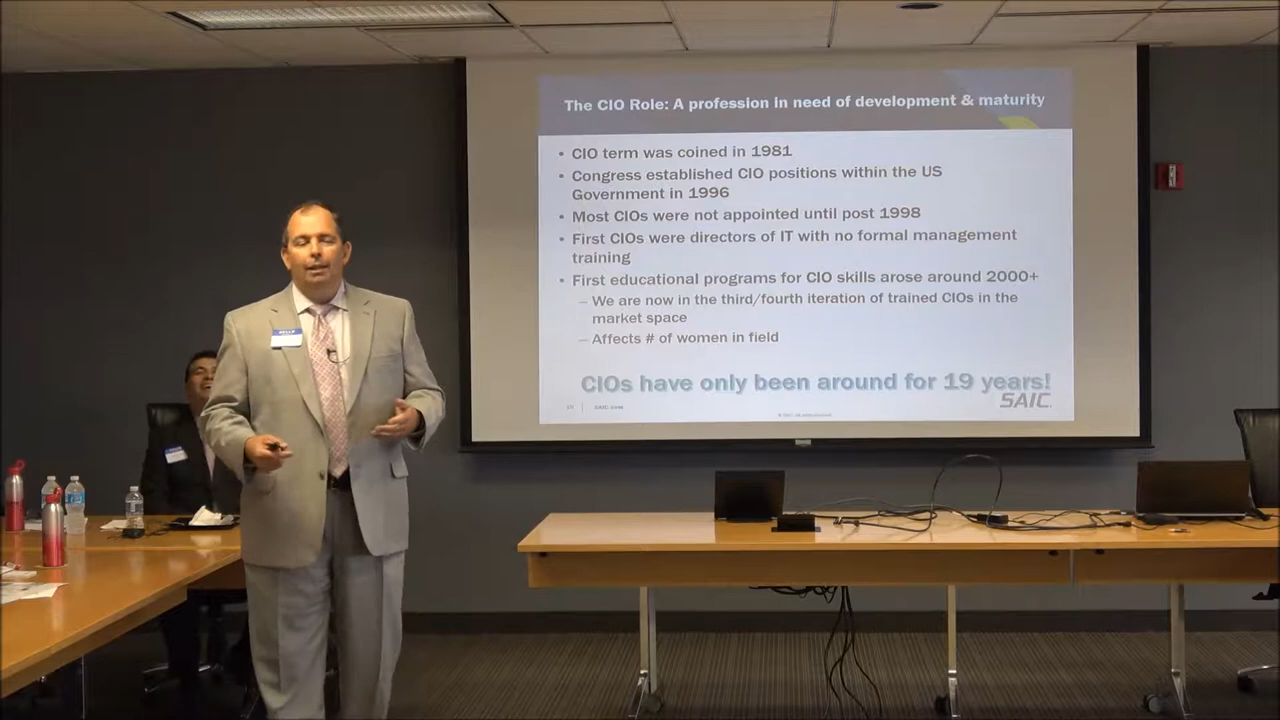 The CIO Role: A profession in need of development & maturity
• CIO term was coined in 1981
• Congress established CIO positions within the US
Government in 1996
• Most CIOs were not appointed until post 1998
• First CIOs were directors of IT with no formal management
training
• First educational programs for CIO skills arose around 2000+
– We are now in the third/fourth iteration of trained CIOs in the
market space
– Affects # of women in field
CIOs have only been around for 19 years!
SAIC
SAIC.com
HELLO